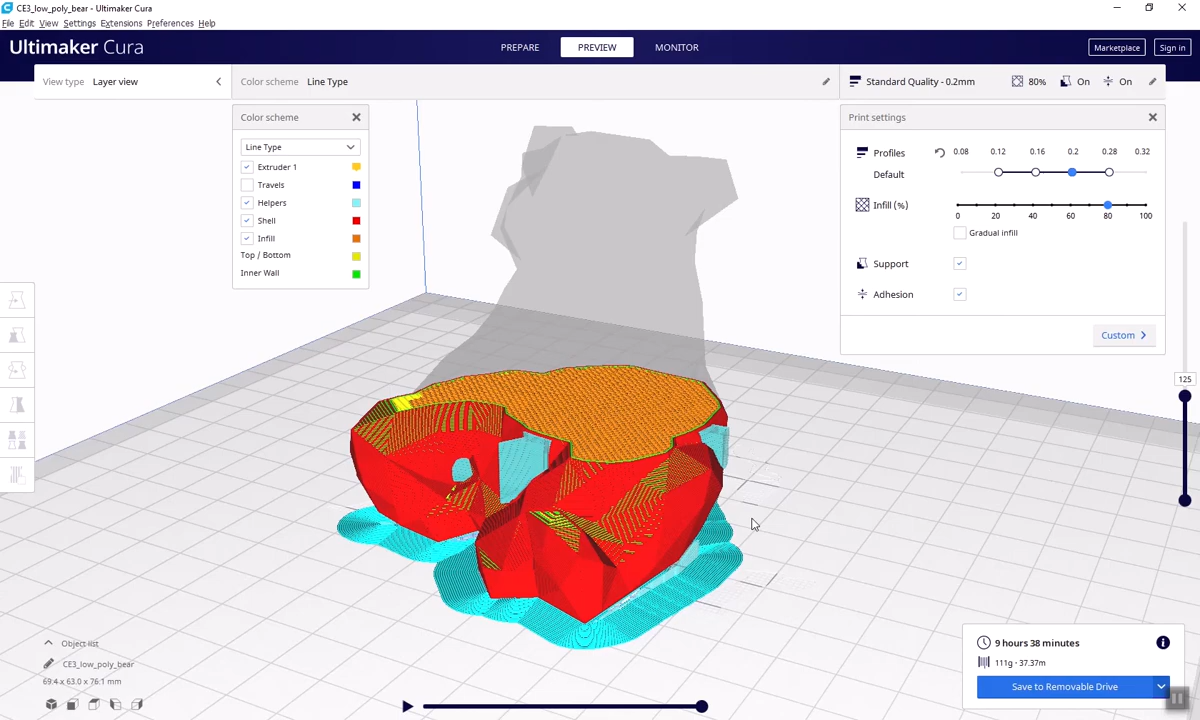 CE3_low_poly_bear - Ultimaker Cura
File Edit View Settings Extensions Preferences Help
Ultimaker Cura
PREPARE
PREVIEW
MONITOR
Marketplace
Sign in
View type Layer view
Color scheme Line Type
Standard Quality - 0.2mm
80%
On
On
Color scheme
Line Type
Extruder 1
Travels
Helpers
Shell
Infill
Top / Bottom
Inner Wall
Print settings
Profiles
0.08 0.12 0.16 0.2 0.28 0.32
Default
Infill (%)
0 20 40 60 80 100
Gradual infill
Support
Adhesion
Custom
125
Object list
CE3_low_poly_bear
69.4 x 63.0 x 76.1 mm
9 hours 38 minutes
111g · 37.37m
Save to Removable Drive